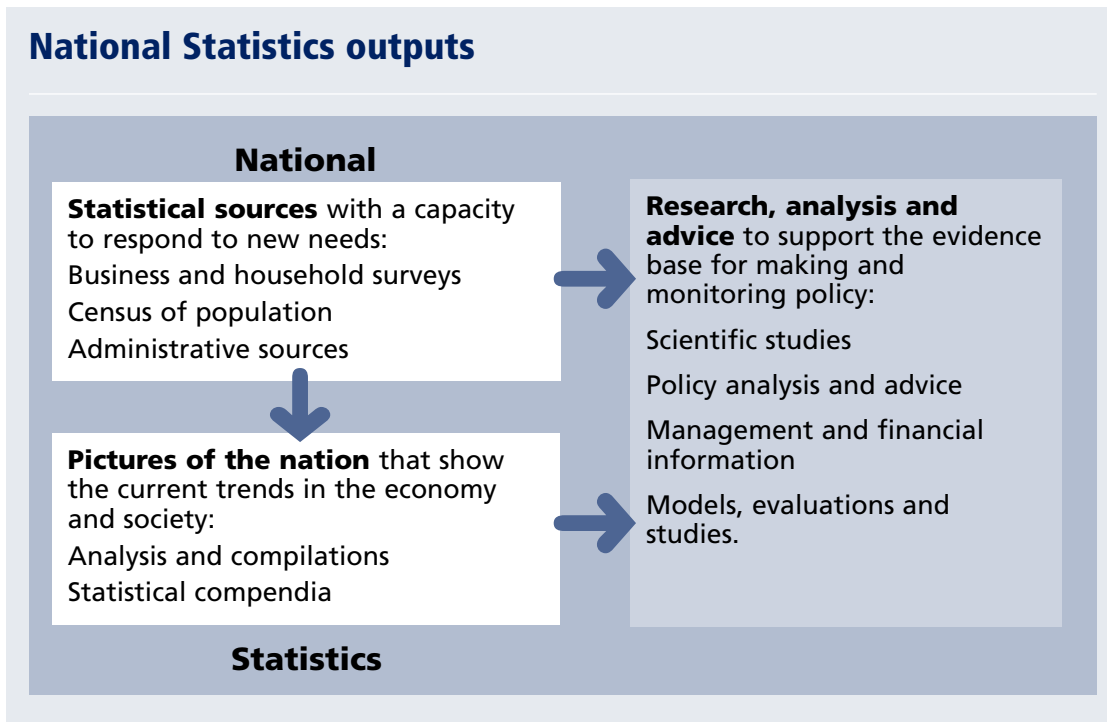 National Statistics outputs
National
Statistical sources with a capacity
to respond to new needs:
Business and household surveys
Census of population
Administrative sources
Pictures of the nation that show
the current trends in the economy
and society:
Analysis and compilations
Statistical compendia
Statistics
Research, analysis and
advice to support the evidence
base for making and
monitoring policy:
Scientific studies
Policy analysis and advice
Management and financial
information
Models, evaluations and
studies.